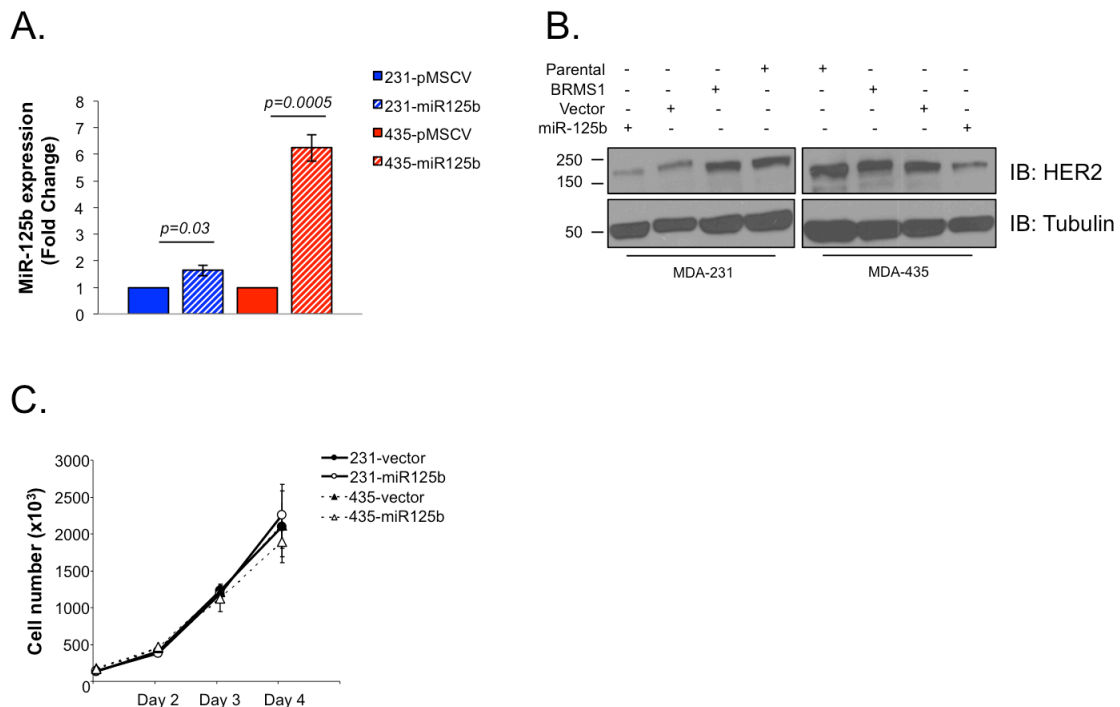 A.
231-pMSCV
231-miR125b
435-pMSCV
435-miR125b
p=0.0005
p=0.03
MiR-125b expression
(Fold Change)
8
7
6
5
4
3
2
1
0
B.
Parental - - - + + - - -
BRMS1 - - + - - + - -
Vector - + - - - - + -
miR-125b + - - - - - - +
250
150
IB: HER2
50
IB: Tubulin
MDA-231
MDA-435
C.
231-vector
231-miR125b
435-vector
435-miR125b
Cell number (x10³)
3000
2500
2000
1500
1000
500
0
Day 2 Day 3 Day 4